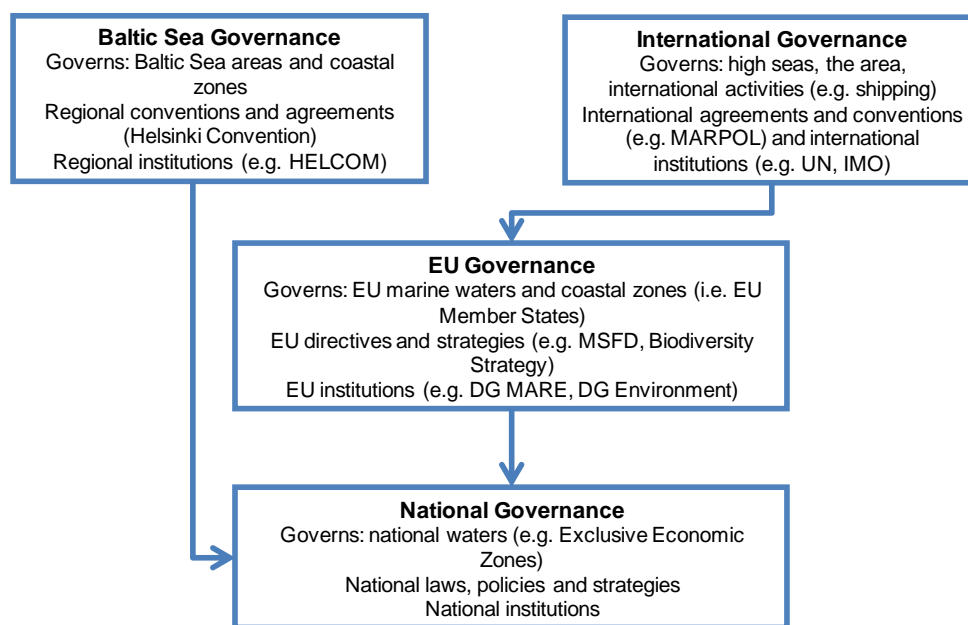 Baltic Sea Governance
Governs: Baltic Sea areas and coastal
zones
Regional conventions and agreements
(Helsinki Convention)
Regional institutions (e.g. HELCOM)
International Governance
Governs: high seas, the area,
international activities (e.g. shipping)
International agreements and conventions
(e.g. MARPOL) and international
institutions (e.g. UN, IMO)
EU Governance
Governs: EU marine waters and coastal zones (i.e. EU
Member States)
EU directives and strategies (e.g. MSFD, Biodiversity
Strategy)
EU institutions (e.g. DG MARE, DG Environment)
National Governance
Governs: national waters (e.g. Exclusive Economic
Zones)
National laws, policies and strategies
National institutions